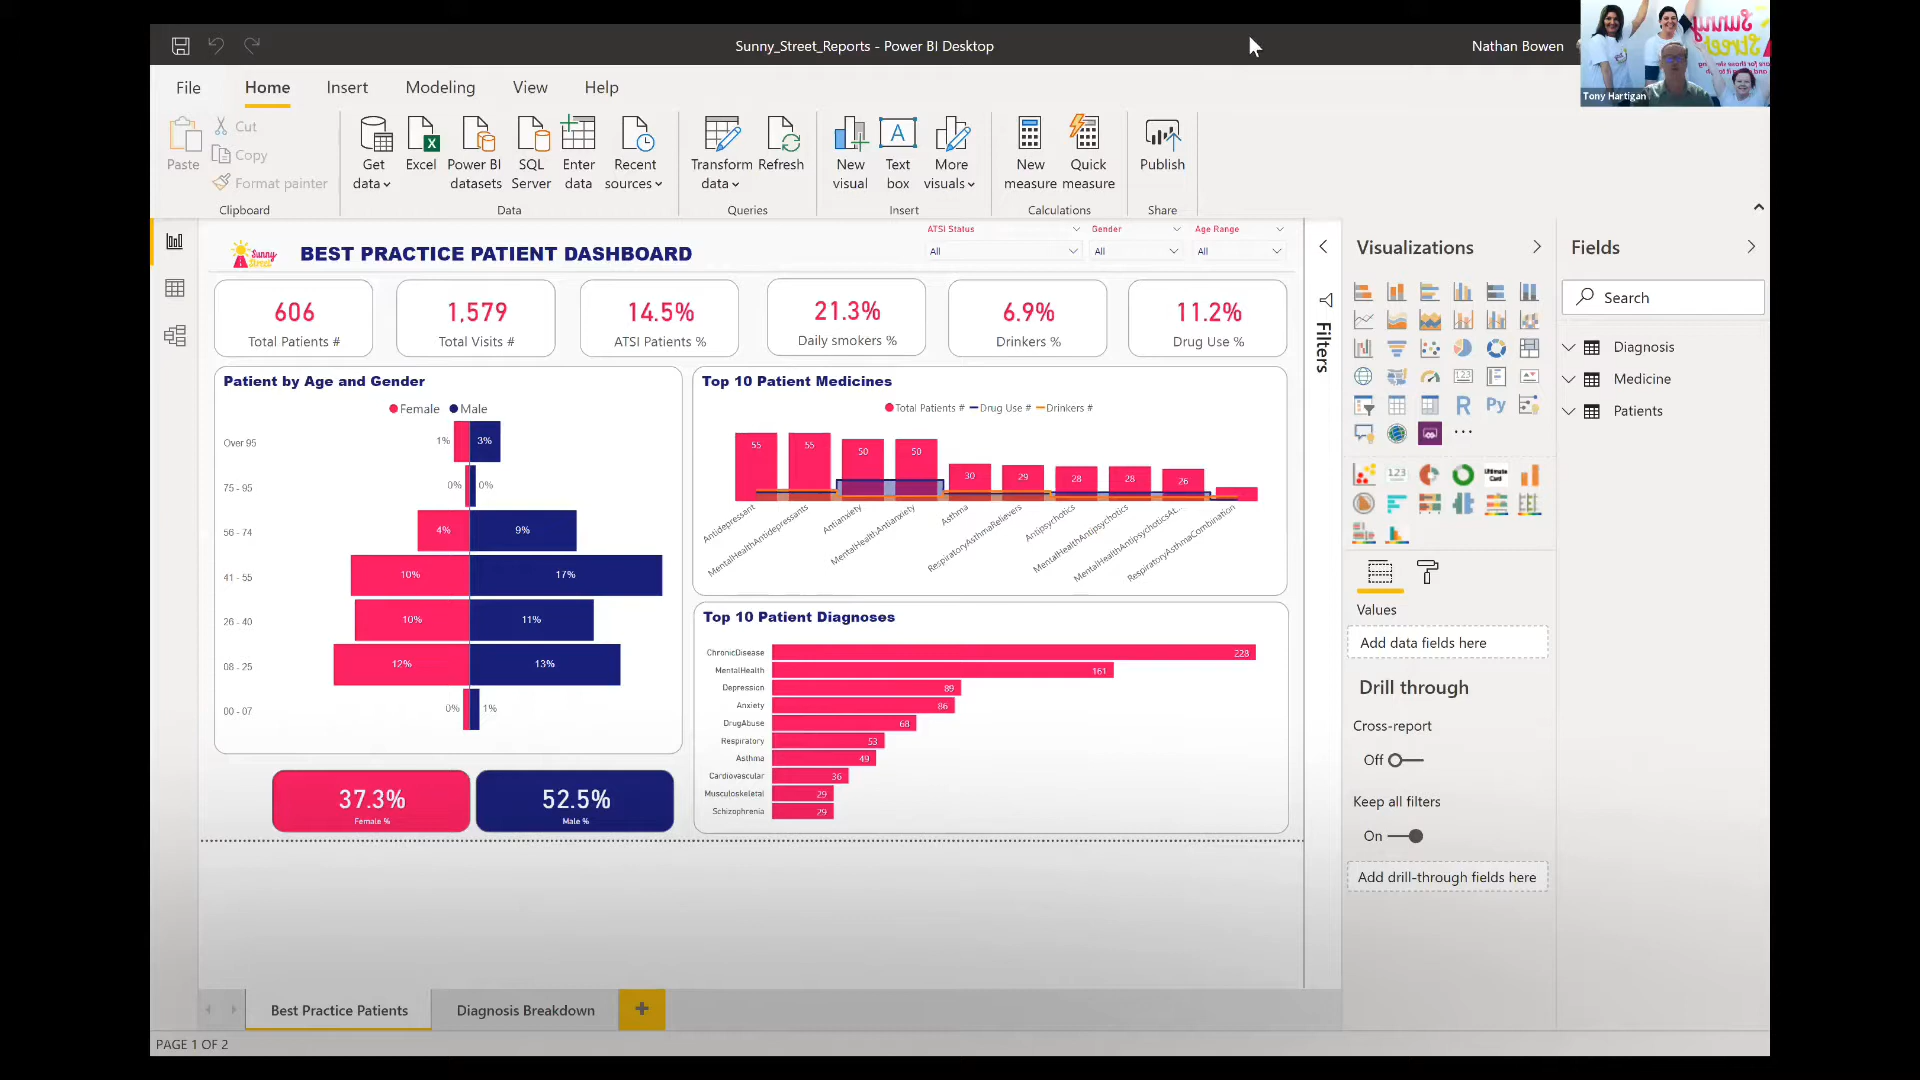 Sunny_Street_Reports - Power BI Desktop
Nathan Bowen
Sunny
Street
Tony Hartigan
File
Home
Insert
Modeling
View
Help
Paste
Cut
Copy
Format painter
Clipboard
Get data
Excel
Power BI datasets
SQL Server
Enter data
Recent sources
Data
Transform data
Refresh
Queries
New visual
Text box
More visuals
Insert
New measure
Quick measure
Calculations
Publish
Share
Sunny
Street
BEST PRACTICE PATIENT DASHBOARD
ATSI Status
All
Gender
All
Age Range
All
606
Total Patients #
1,579
Total Visits #
14.5%
ATSI Patients %
21.3%
Daily smokers %
6.9%
Drinkers %
11.2%
Drug Use %
Patient by Age and Gender
Female Male
Over 95 1% 3%
75 - 95 0% 0%
56 - 74 4% 9%
41 - 55 10% 17%
26 - 40 10% 11%
08 - 25 12% 13%
00 - 07 0% 1%
37.3%
Female %
52.5%
Male %
Top 10 Patient Medicines
Total Patients # Drug Use # Drinkers #
55 55 50 50 30 29 28 28 26
Antidepressant
MentalHealthAntidepressants
Antianxiety
MentalHealthAntianxiety
Asthma
RespiratoryAsthmaRelievers
Antipsychotics
MentalHealthAntipsychotics
MentalHealthAntipsychoticsAt...
RespiratoryAsthmaCombination
Top 10 Patient Diagnoses
ChronicDisease 228
MentalHealth 161
Depression 89
Anxiety 86
DrugAbuse 68
Respiratory 53
Asthma 49
Cardiovascular 36
Musculoskeletal 29
Schizophrenia 29
Filters
Visualizations
123
R
Py
123
Values
Add data fields here
Drill through
Cross-report
Off
Keep all filters
On
Add drill-through fields here
Fields
Search
Diagnosis
Medicine
Patients
Best Practice Patients
Diagnosis Breakdown
PAGE 1 OF 2